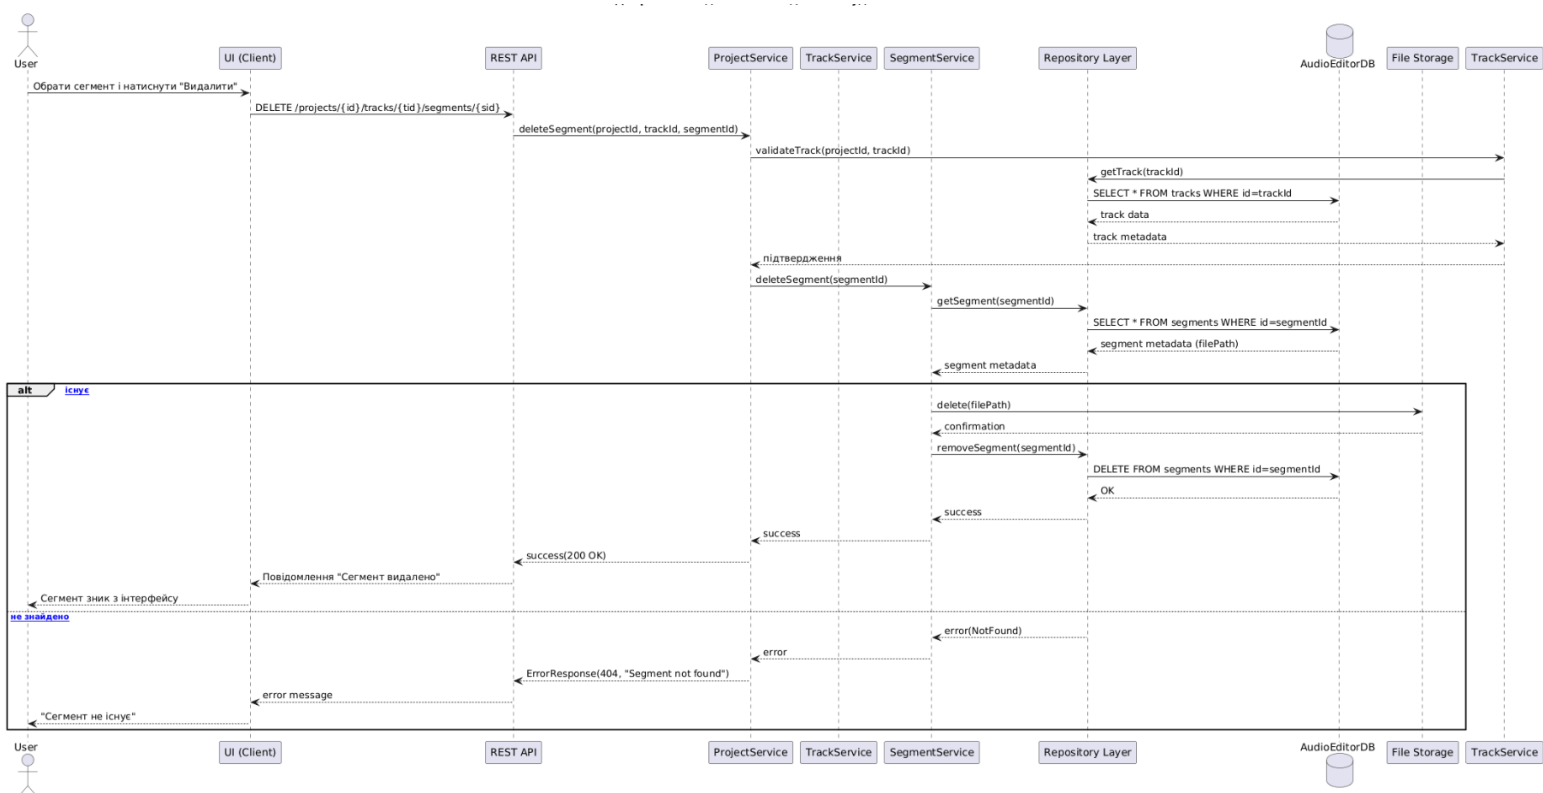 User
UI (Client)
REST API
ProjectService
TrackService
SegmentService
Repository Layer
AudioEditorDB
File Storage
TrackService
Обрати сегмент і натиснути "Видалити"
DELETE /projects/{id}/tracks/{tid}/segments/{sid}
deleteSegment(projectId, trackId, segmentId)
validateTrack(projectId, trackId)
getTrack(trackId)
SELECT * FROM tracks WHERE id=trackId
track data
track metadata
підтвердження
deleteSegment(segmentId)
getSegment(segmentId)
SELECT * FROM segments WHERE id=segmentId
segment metadata (filePath)
segment metadata
alt
існує
delete(filePath)
confirmation
removeSegment(segmentId)
DELETE FROM segments WHERE id=segmentId
OK
success
success
success(200 OK)
Повідомлення "Сегмент видалено"
Сегмент зник з інтерфейсу
не знайдено
error(NotFound)
error
ErrorResponse(404, "Segment not found")
error message
"Сегмент не існує"
User
UI (Client)
REST API
ProjectService
TrackService
SegmentService
Repository Layer
AudioEditorDB
File Storage
TrackService